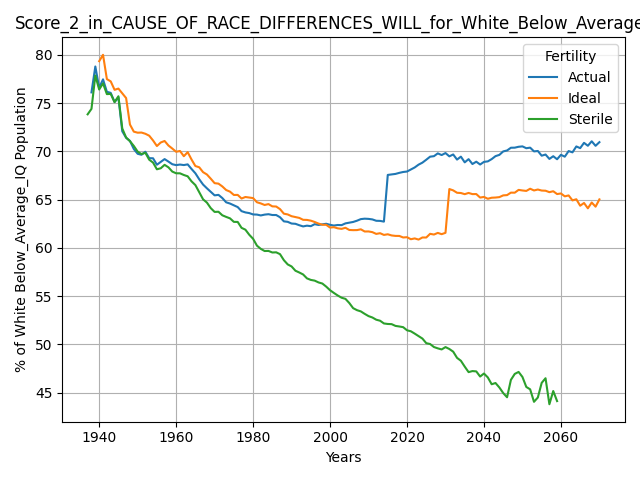 Score_2_in_CAUSE_OF_RACE_DIFFERENCES_WILL_for_White_Below_Average
Fertility
Actual
Ideal
Sterile
% of White Below_Average_IQ Population
80
75
70
65
60
55
50
45
1940 1960 1980 2000 2020 2040 2060
Years